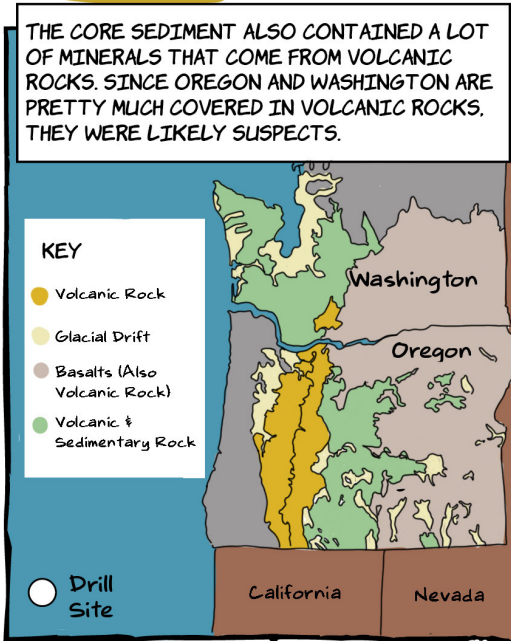 THE CORE SEDIMENT ALSO CONTAINED A LOT
OF MINERALS THAT COME FROM VOLCANIC
ROCKS. SINCE OREGON AND WASHINGTON ARE
PRETTY MUCH COVERED IN VOLCANIC ROCKS,
THEY WERE LIKELY SUSPECTS.
KEY
Volcanic Rock
Glacial Drift
Basalts (Also
Volcanic Rock)
Volcanic &
Sedimentary Rock
Washington
Oregon
Drill
Site
California
Nevada